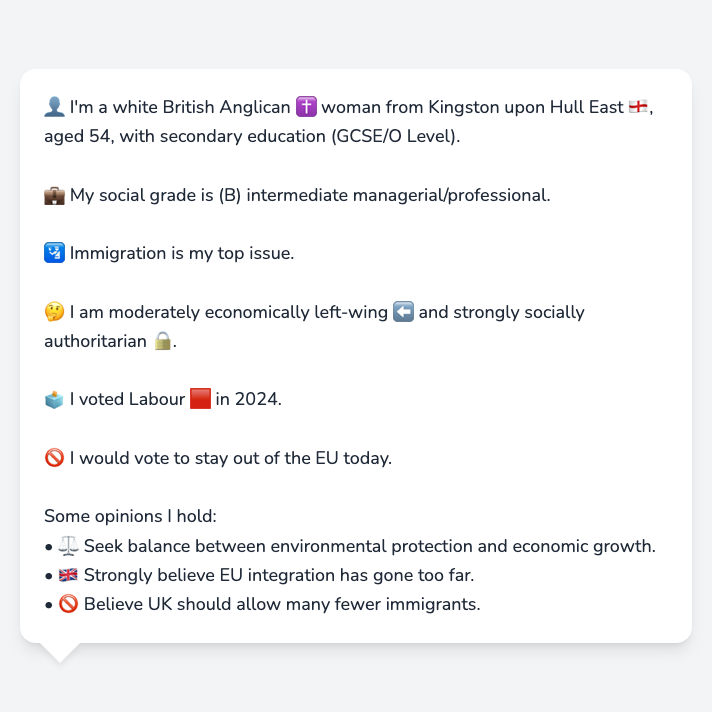 👤 I'm a white British Anglican ✝️ woman from Kingston upon Hull East 🏴󠁧󠁢󠁥󠁮󠁧󠁿,
aged 54, with secondary education (GCSE/O Level).
💼 My social grade is (B) intermediate managerial/professional.
🛂 Immigration is my top issue.
🤔 I am moderately economically left-wing ⬅️ and strongly socially
authoritarian 🔒.
🗳️ I voted Labour 🟥 in 2024.
🚫 I would vote to stay out of the EU today.
Some opinions I hold:
• ⚖️ Seek balance between environmental protection and economic growth.
• 🇬🇧 Strongly believe EU integration has gone too far.
• 🚫 Believe UK should allow many fewer immigrants.